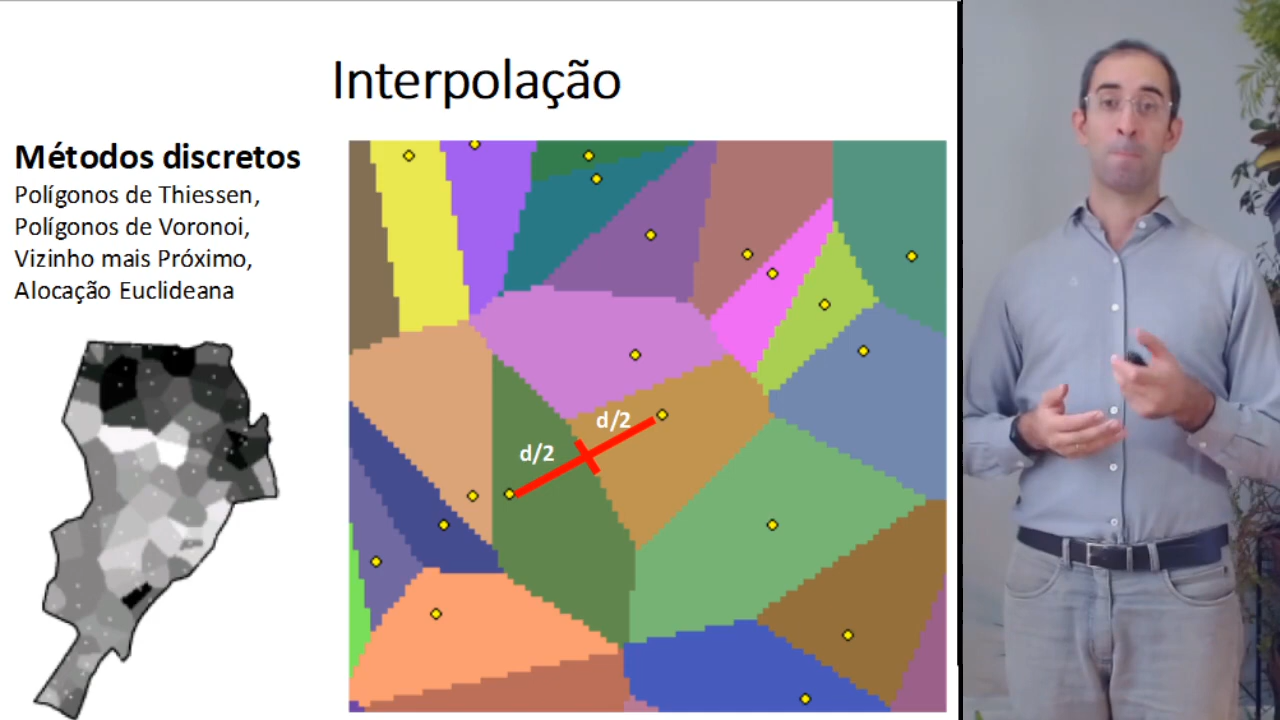 Interpolação
Métodos discretos
Polígonos de Thiessen,
Polígonos de Voronoi,
Vizinho mais Próximo,
Alocação Euclideana
d/2
d/2